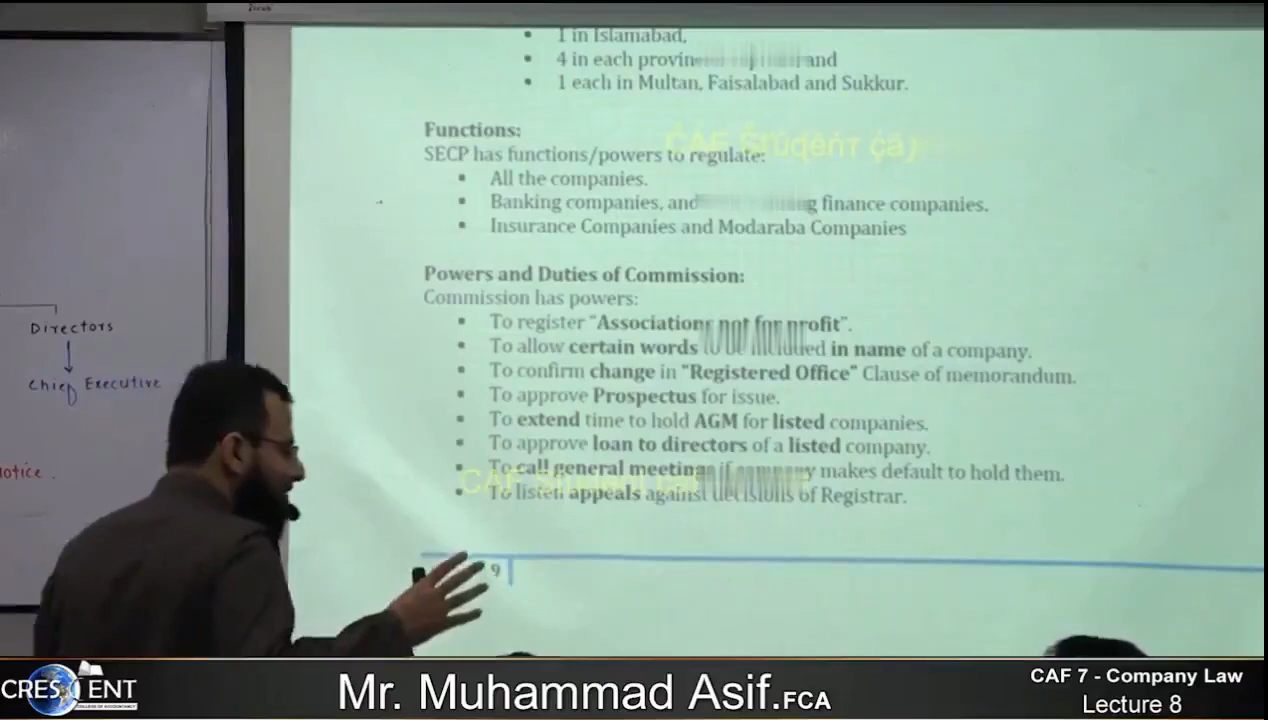 1 in Islamabad,
4 in each and
1 each in Multan, Faisalabad and Sukkur.
Functions:
SECP has functions/powers to regulate:
All the companies.
Banking companies, and finance companies.
Insurance Companies and Modaraba Companies
Powers and Duties of Commission:
Commission has powers:
To register “Associations not for profit”.
To allow certain words to be included in name of a company.
To confirm change in “Registered Office” Clause of memorandum.
To approve Prospectus for issue.
To extend time to hold AGM for listed companies.
To approve loan to directors of a listed company.
To call general meeting if company makes default to hold them.
To listen appeals against decisions of Registrar.
9
Directors
Chief Executive
notice.
CRESCENT
Mr. Muhammad Asif.FCA
CAF 7 - Company Law
Lecture 8